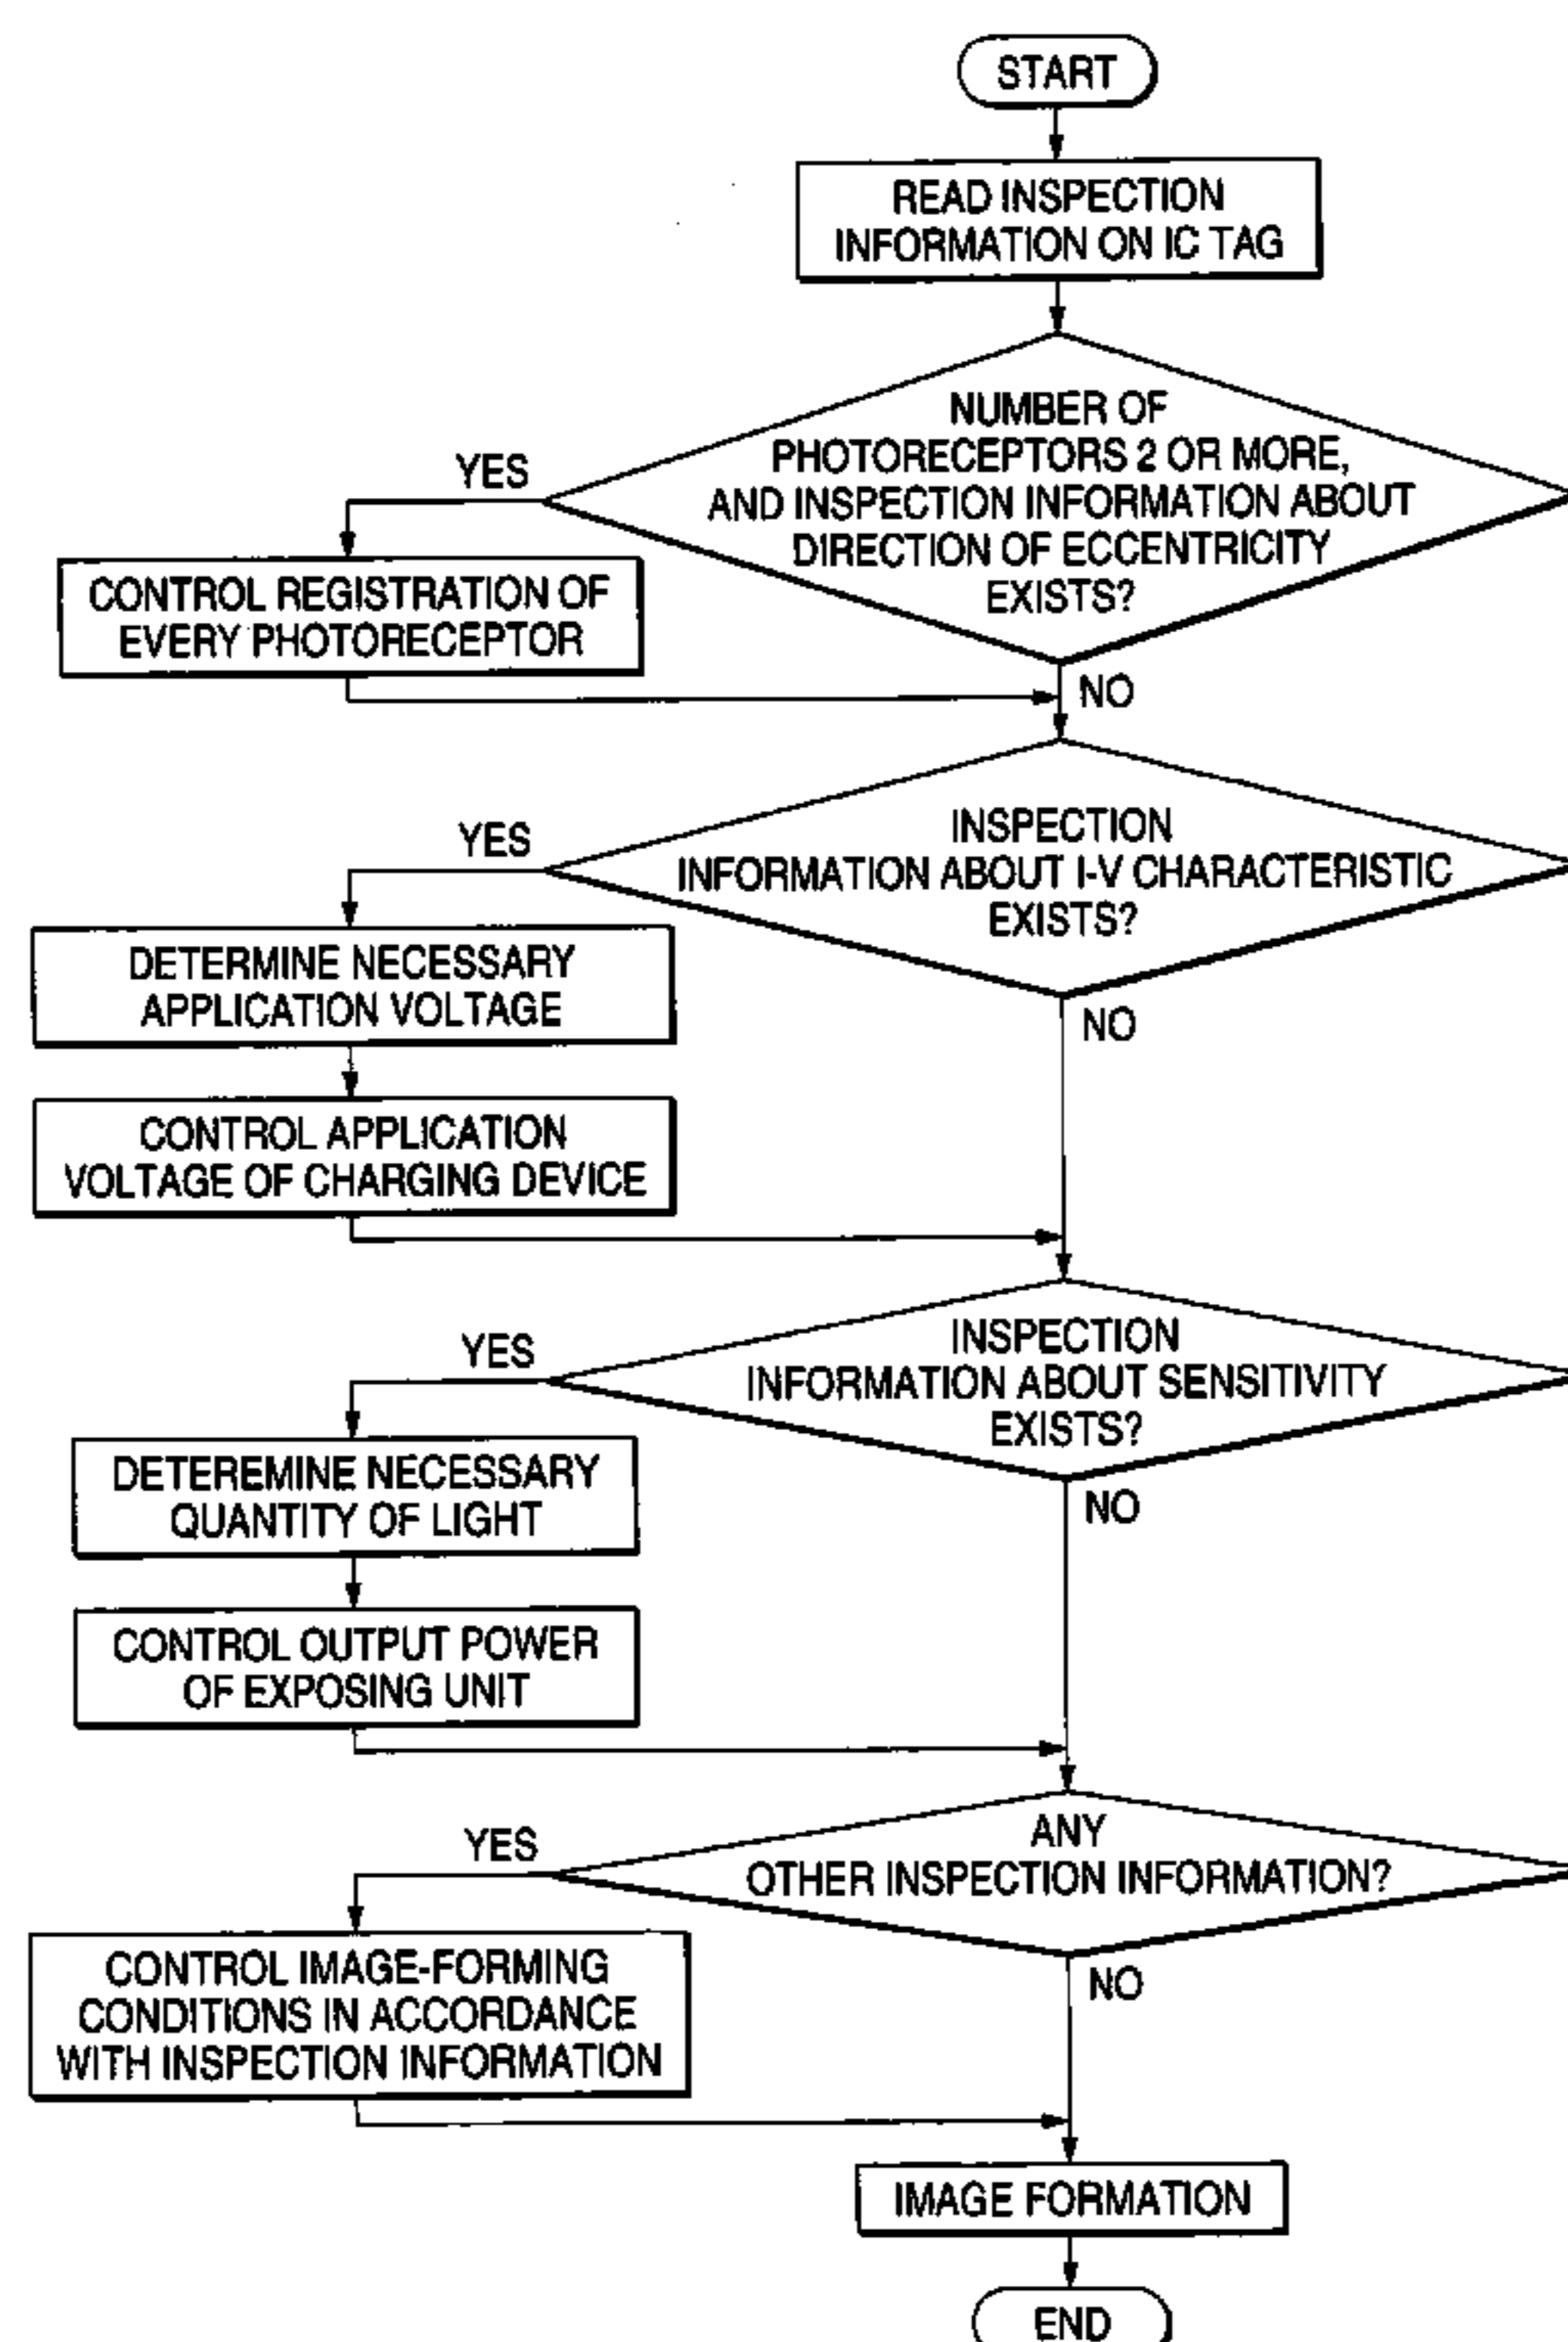 START
READ INSPECTION
INFORMATION ON IC TAG
NUMBER OF
PHOTORECEPTORS 2 OR MORE,
AND INSPECTION INFORMATION ABOUT
DIRECTION OF ECCENTRICITY
EXISTS?
YES
CONTROL REGISTRATION OF
EVERY PHOTORECEPTOR
NO
INSPECTION
INFORMATION ABOUT I-V CHARACTERISTIC
EXISTS?
YES
DETERMINE NECESSARY
APPLICATION VOLTAGE
NO
CONTROL APPLICATION
VOLTAGE OF CHARGING DEVICE
INSPECTION
INFORMATION ABOUT SENSITIVITY
EXISTS?
YES
DETEREMINE NECESSARY
QUANTITY OF LIGHT
NO
CONTROL OUTPUT POWER
OF EXPOSING UNIT
ANY
OTHER INSPECTION INFORMATION?
YES
CONTROL IMAGE-FORMING
CONDITIONS IN ACCORDANCE
WITH INSPECTION INFORMATION
NO
IMAGE FORMATION
END